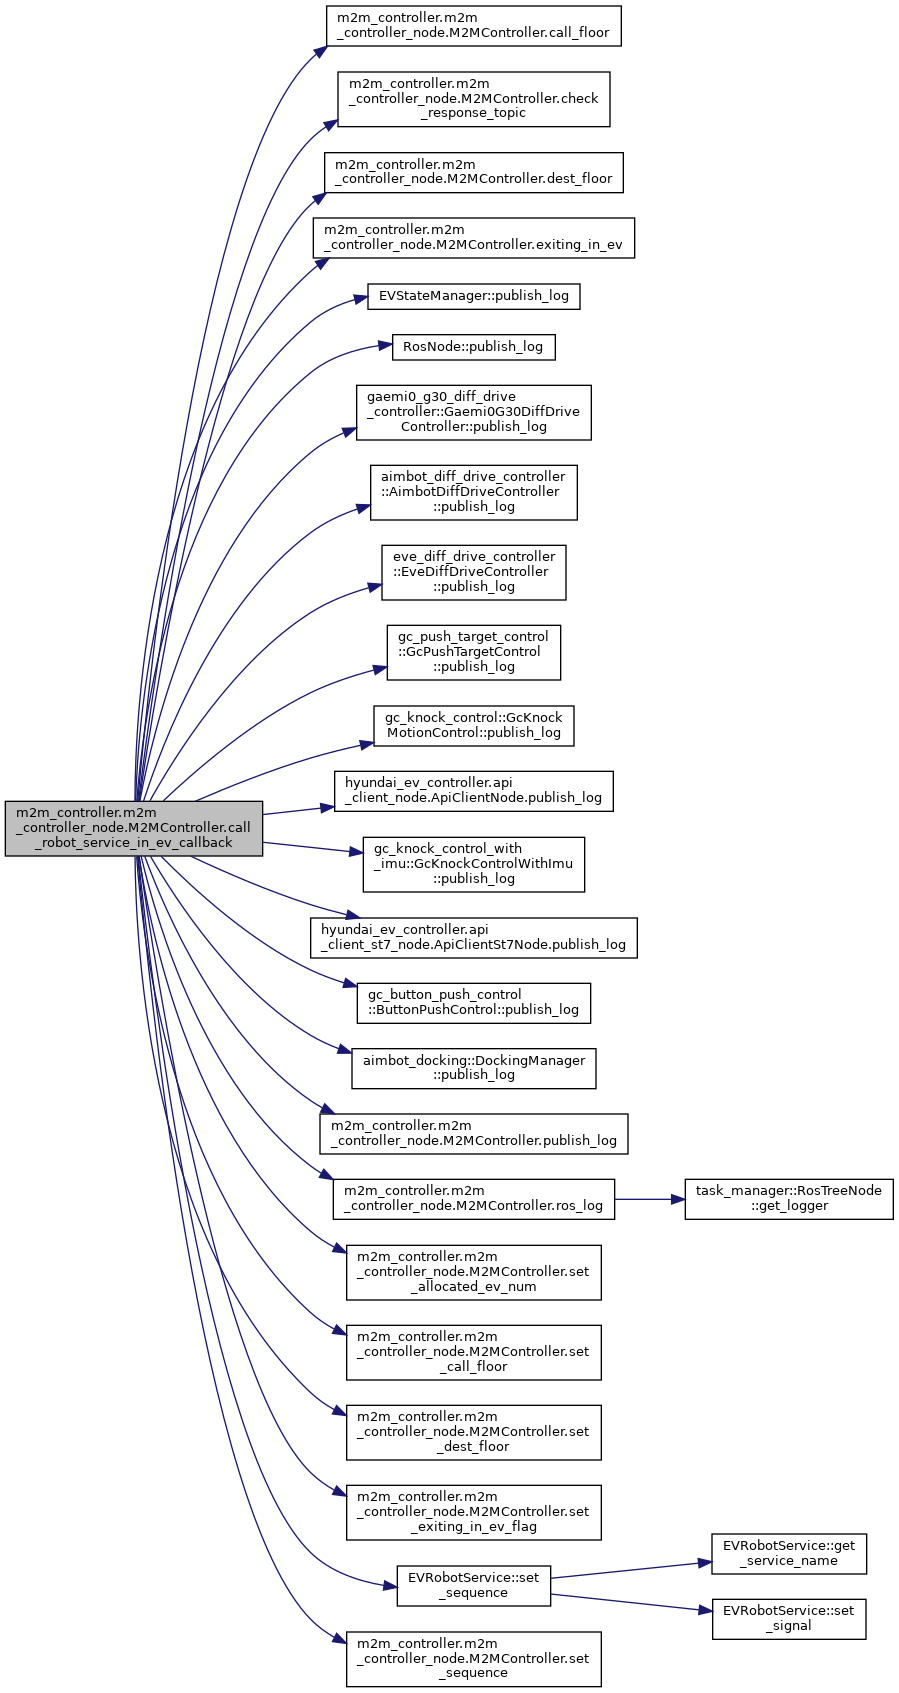 m2m_controller.m2m
_controller_node.M2MController.call_floor
m2m_controller.m2m
_controller_node.M2MController.check
_response_topic
m2m_controller.m2m
_controller_node.M2MController.dest_floor
m2m_controller.m2m
_controller_node.M2MController.exiting_in_ev
EVStateManager::publish_log
RosNode::publish_log
gaemi0_g30_diff_drive
_controller::Gaemi0G30DiffDrive
Controller::publish_log
aimbot_diff_drive_controller
::AimbotDiffDriveController
::publish_log
eve_diff_drive_controller
::EveDiffDriveController
::publish_log
gc_push_target_control
::GcPushTargetControl
::publish_log
gc_knock_control::GcKnock
MotionControl::publish_log
hyundai_ev_controller.api
_client_node.ApiClientNode.publish_log
m2m_controller.m2m
_controller_node.M2MController.call
_robot_service_in_ev_callback
gc_knock_control_with
_imu::GcKnockControlWithImu
::publish_log
hyundai_ev_controller.api
_client_st7_node.ApiClientSt7Node.publish_log
gc_button_push_control
::ButtonPushControl::publish_log
aimbot_docking::DockingManager
::publish_log
m2m_controller.m2m
_controller_node.M2MController.publish_log
m2m_controller.m2m
_controller_node.M2MController.ros_log
task_manager::RosTreeNode
::get_logger
m2m_controller.m2m
_controller_node.M2MController.set
_allocated_ev_num
m2m_controller.m2m
_controller_node.M2MController.set
_call_floor
m2m_controller.m2m
_controller_node.M2MController.set
_dest_floor
m2m_controller.m2m
_controller_node.M2MController.set
_exiting_in_ev_flag
EVRobotService::set
_sequence
EVRobotService::get
_service_name
EVRobotService::set
_signal
m2m_controller.m2m
_controller_node.M2MController.set
_sequence